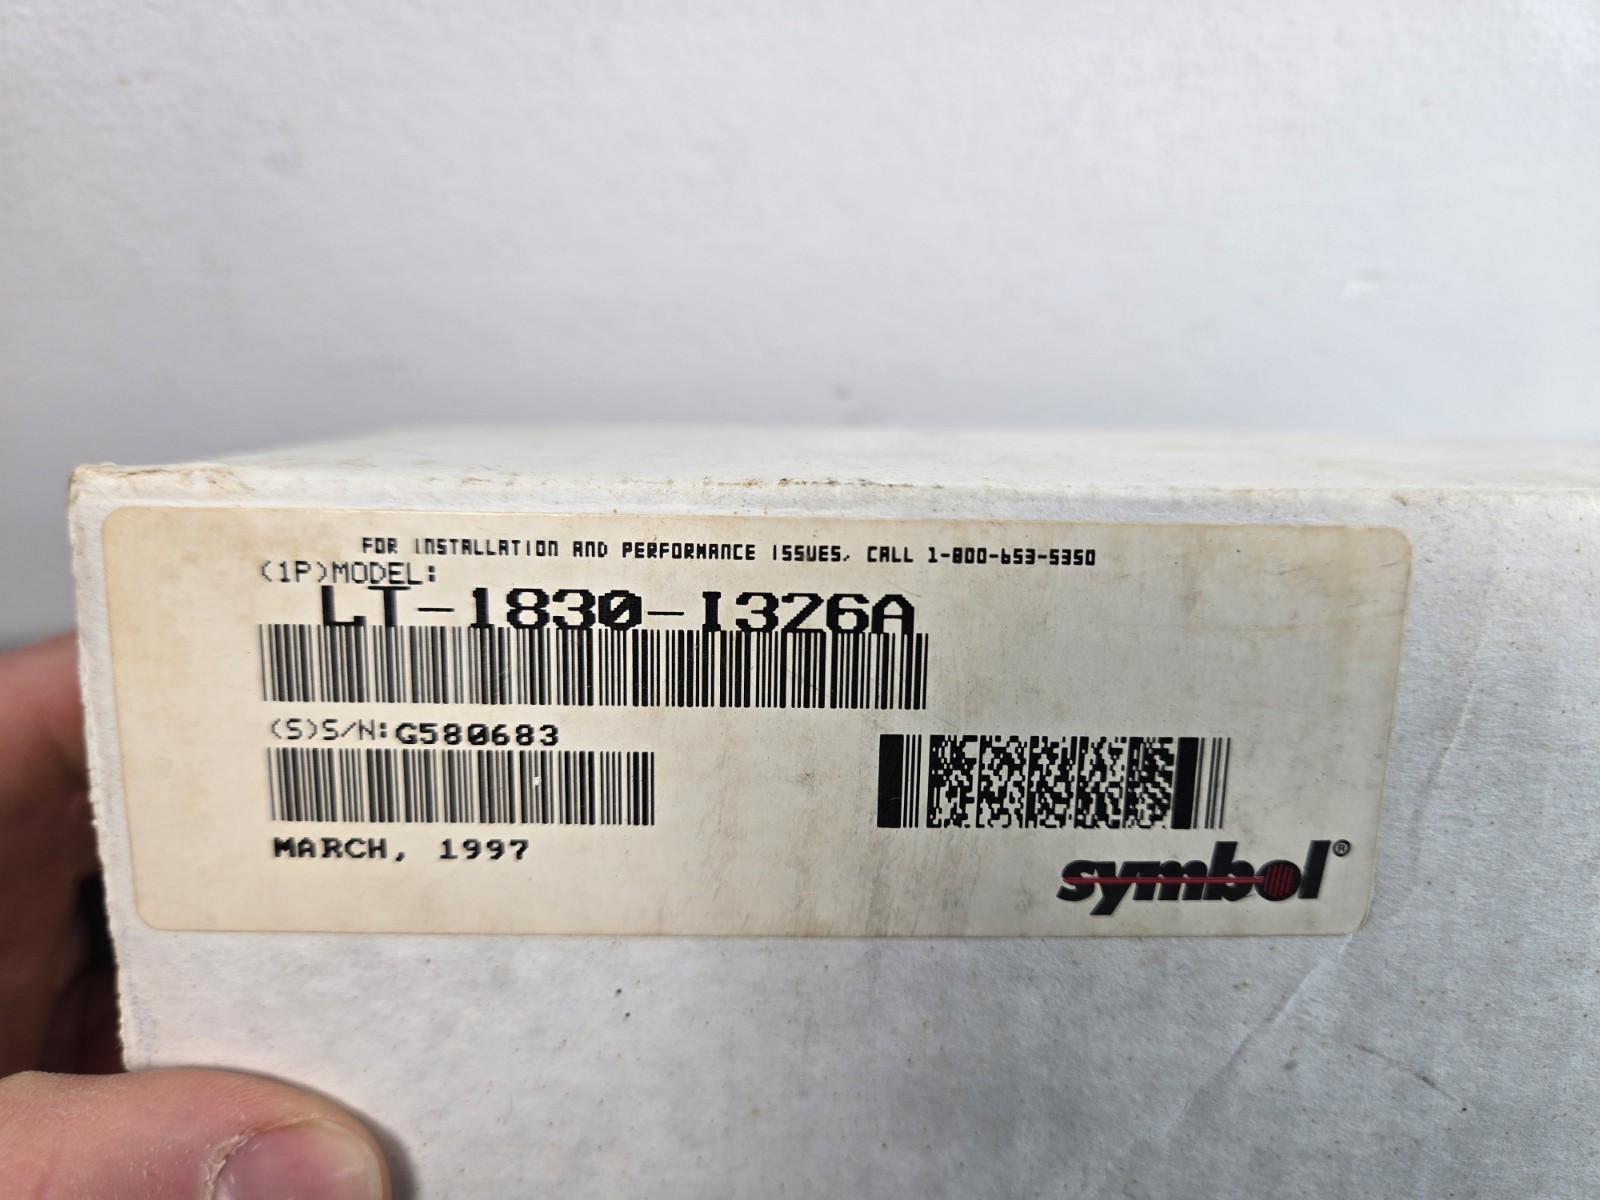 FOR INSTALLATION AND PERFORMANCE ISSUES, CALL 1-800-653-5350
(1P)MODEL:
LT-1830-I326A
(S)S/N:G580683
MARCH, 1997
symbol®